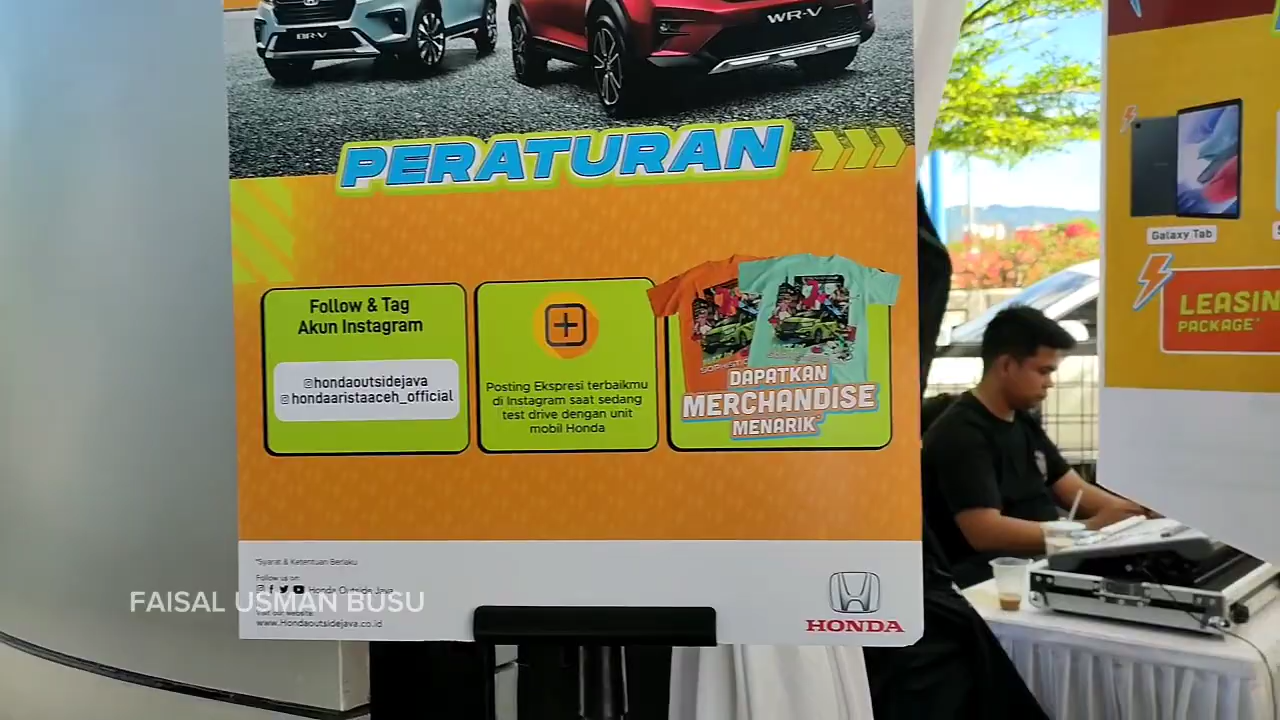 BR-V
WR-V
PERATURAN
Follow & Tag
Akun Instagram
@hondaoutsidejava
@hondaaristaaceh_official
Posting Ekspresi terbaikmu
di Instagram saat sedang
test drive dengan unit
mobil Honda
DAPATKAN
MERCHANDISE
MENARIK*
*Syarat & Ketentuan Berlaku
Follow us on
Honda Outside Java
www.Hondaoutsidejava.co.id
HONDA
FAISAL USMAN BUSU
Galaxy Tab
LEASIN
PACKAGE*